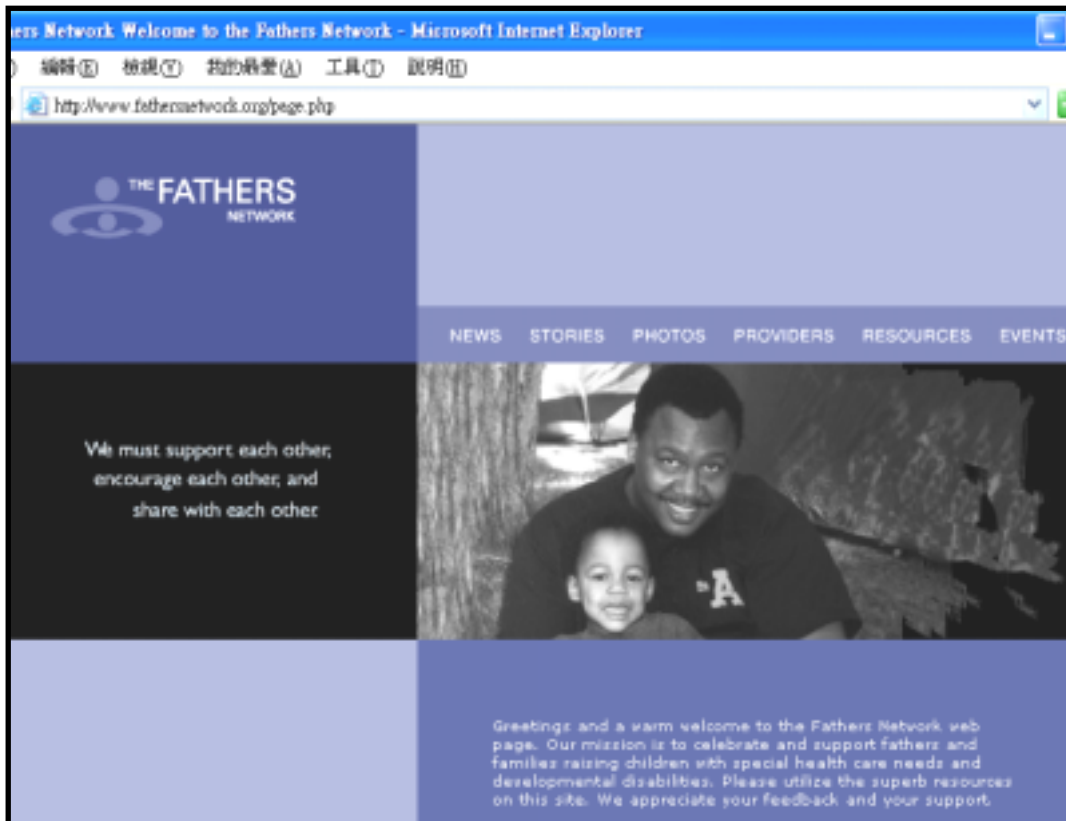 ers Network Welcome to the Fathers Network - Microsoft Internet Explorer
) 編輯(E) 檢視(V) 我的最愛(A) 工具(T) 說明(H)
http://www.fathersnetwork.org/page.php
THE FATHERS
NETWORK
NEWS STORIES PHOTOS PROVIDERS RESOURCES EVENTS
We must support each other,
encourage each other, and
share with each other.
A
Greetings and a warm welcome to the Fathers Network web
page. Our mission is to celebrate and support fathers and
families raising children with special health care needs and
developmental disabilities. Please utilize the superb resources
on this site. We appreciate your feedback and your support.